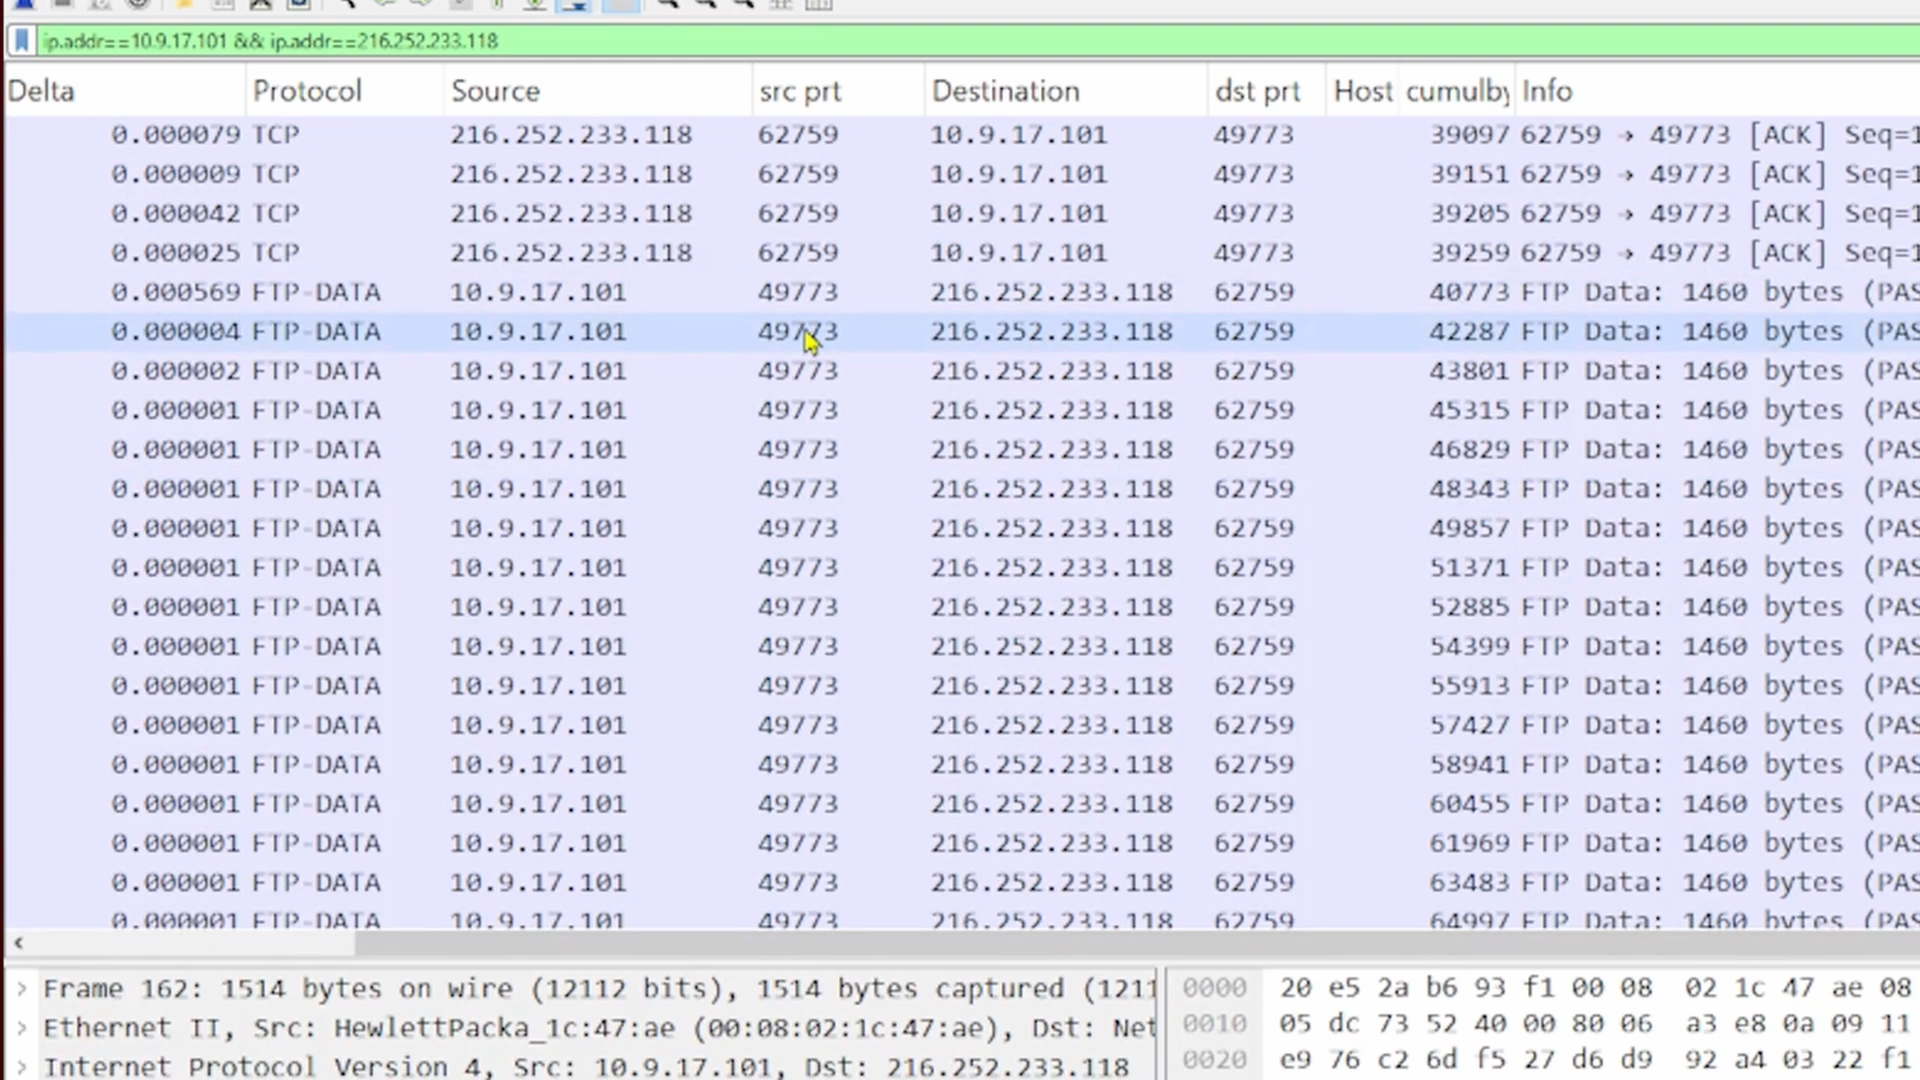 ip.addr==10.9.17.101 && ip.addr==216.252.233.118
Delta Protocol Source src prt Destination dst prt Host cumulby Info
0.000079 TCP 216.252.233.118 62759 10.9.17.101 49773 39097 62759 → 49773 [ACK] Seq=1
0.000009 TCP 216.252.233.118 62759 10.9.17.101 49773 39151 62759 → 49773 [ACK] Seq=1
0.000042 TCP 216.252.233.118 62759 10.9.17.101 49773 39205 62759 → 49773 [ACK] Seq=1
0.000025 TCP 216.252.233.118 62759 10.9.17.101 49773 39259 62759 → 49773 [ACK] Seq=1
0.000569 FTP-DATA 10.9.17.101 49773 216.252.233.118 62759 40773 FTP Data: 1460 bytes (PAS
0.000004 FTP-DATA 10.9.17.101 49773 216.252.233.118 62759 42287 FTP Data: 1460 bytes (PAS
0.000002 FTP-DATA 10.9.17.101 49773 216.252.233.118 62759 43801 FTP Data: 1460 bytes (PAS
0.000001 FTP-DATA 10.9.17.101 49773 216.252.233.118 62759 45315 FTP Data: 1460 bytes (PAS
0.000001 FTP-DATA 10.9.17.101 49773 216.252.233.118 62759 46829 FTP Data: 1460 bytes (PAS
0.000001 FTP-DATA 10.9.17.101 49773 216.252.233.118 62759 48343 FTP Data: 1460 bytes (PAS
0.000001 FTP-DATA 10.9.17.101 49773 216.252.233.118 62759 49857 FTP Data: 1460 bytes (PAS
0.000001 FTP-DATA 10.9.17.101 49773 216.252.233.118 62759 51371 FTP Data: 1460 bytes (PAS
0.000001 FTP-DATA 10.9.17.101 49773 216.252.233.118 62759 52885 FTP Data: 1460 bytes (PAS
0.000001 FTP-DATA 10.9.17.101 49773 216.252.233.118 62759 54399 FTP Data: 1460 bytes (PAS
0.000001 FTP-DATA 10.9.17.101 49773 216.252.233.118 62759 55913 FTP Data: 1460 bytes (PAS
0.000001 FTP-DATA 10.9.17.101 49773 216.252.233.118 62759 57427 FTP Data: 1460 bytes (PAS
0.000001 FTP-DATA 10.9.17.101 49773 216.252.233.118 62759 58941 FTP Data: 1460 bytes (PAS
0.000001 FTP-DATA 10.9.17.101 49773 216.252.233.118 62759 60455 FTP Data: 1460 bytes (PAS
0.000001 FTP-DATA 10.9.17.101 49773 216.252.233.118 62759 61969 FTP Data: 1460 bytes (PAS
0.000001 FTP-DATA 10.9.17.101 49773 216.252.233.118 62759 63483 FTP Data: 1460 bytes (PAS
0.000001 FTP-DATA 10.9.17.101 49773 216.252.233.118 62759 64997 FTP Data: 1460 bytes (PAS
Frame 162: 1514 bytes on wire (12112 bits), 1514 bytes captured (1211
Ethernet II, Src: HewlettPacka_1c:47:ae (00:08:02:1c:47:ae), Dst: Net
Internet Protocol Version 4, Src: 10.9.17.101, Dst: 216.252.233.118
0000 20 e5 2a b6 93 f1 00 08 02 1c 47 ae 08
0010 05 dc 73 52 40 00 80 06 a3 e8 0a 09 11
0020 e9 76 c2 6d f5 27 d6 d9 92 a4 03 22 f1